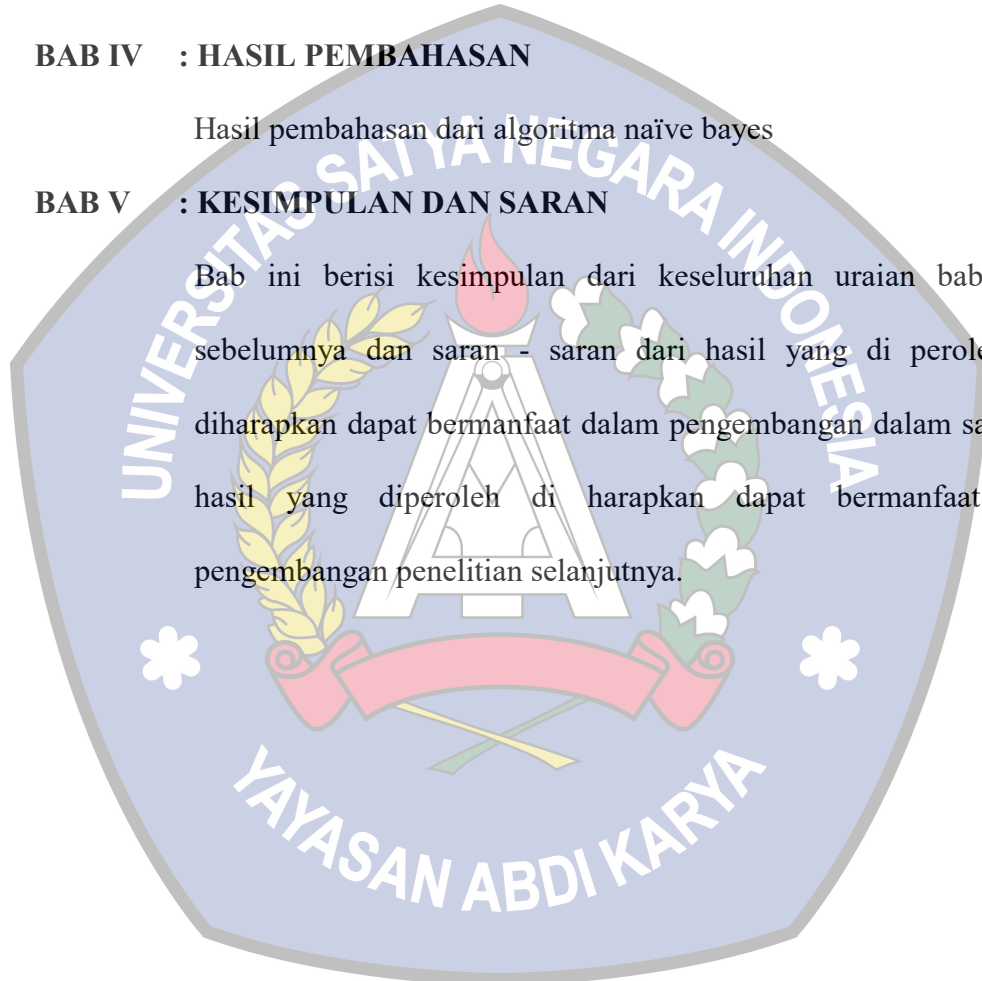 BAB IV : HASIL PEMBAHASAN
Hasil pembahasan dari algoritma naïve bayes
BAB V : KESIMPULAN DAN SARAN
Bab ini berisi kesimpulan dari keseluruhan uraian bab
sebelumnya dan saran - saran dari hasil yang di perole
diharapkan dapat bermanfaat dalam pengembangan dalam sa
hasil yang diperoleh di harapkan dapat bermanfaat
pengembangan penelitian selanjutnya.
UNIVERSITAS SATYA NEGARA INDONESIA
YAYASAN ABDI KARYA